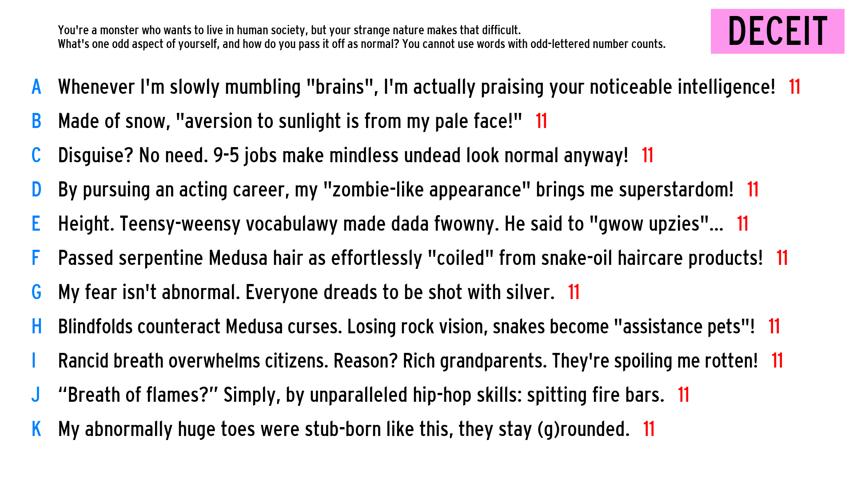 You're a monster who wants to live in human society, but your strange nature makes that difficult.
What's one odd aspect of yourself, and how do you pass it off as normal? You cannot use words with odd-lettered number counts.
DECEIT
A Whenever I'm slowly mumbling "brains", I'm actually praising your noticeable intelligence! 11
B Made of snow, "aversion to sunlight is from my pale face!" 11
C Disguise? No need. 9-5 jobs make mindless undead look normal anyway! 11
D By pursuing an acting career, my "zombie-like appearance" brings me superstardom! 11
E Height. Teensy-weensy vocabulawy made dada fwowny. He said to "gwow upzies"... 11
F Passed serpentine Medusa hair as effortlessly "coiled" from snake-oil haircare products! 11
G My fear isn't abnormal. Everyone dreads to be shot with silver. 11
H Blindfolds counteract Medusa curses. Losing rock vision, snakes become "assistance pets"! 11
I Rancid breath overwhelms citizens. Reason? Rich grandparents. They're spoiling me rotten! 11
J “Breath of flames?” Simply, by unparalleled hip-hop skills: spitting fire bars. 11
K My abnormally huge toes were stub-born like this, they stay (g)rounded. 11